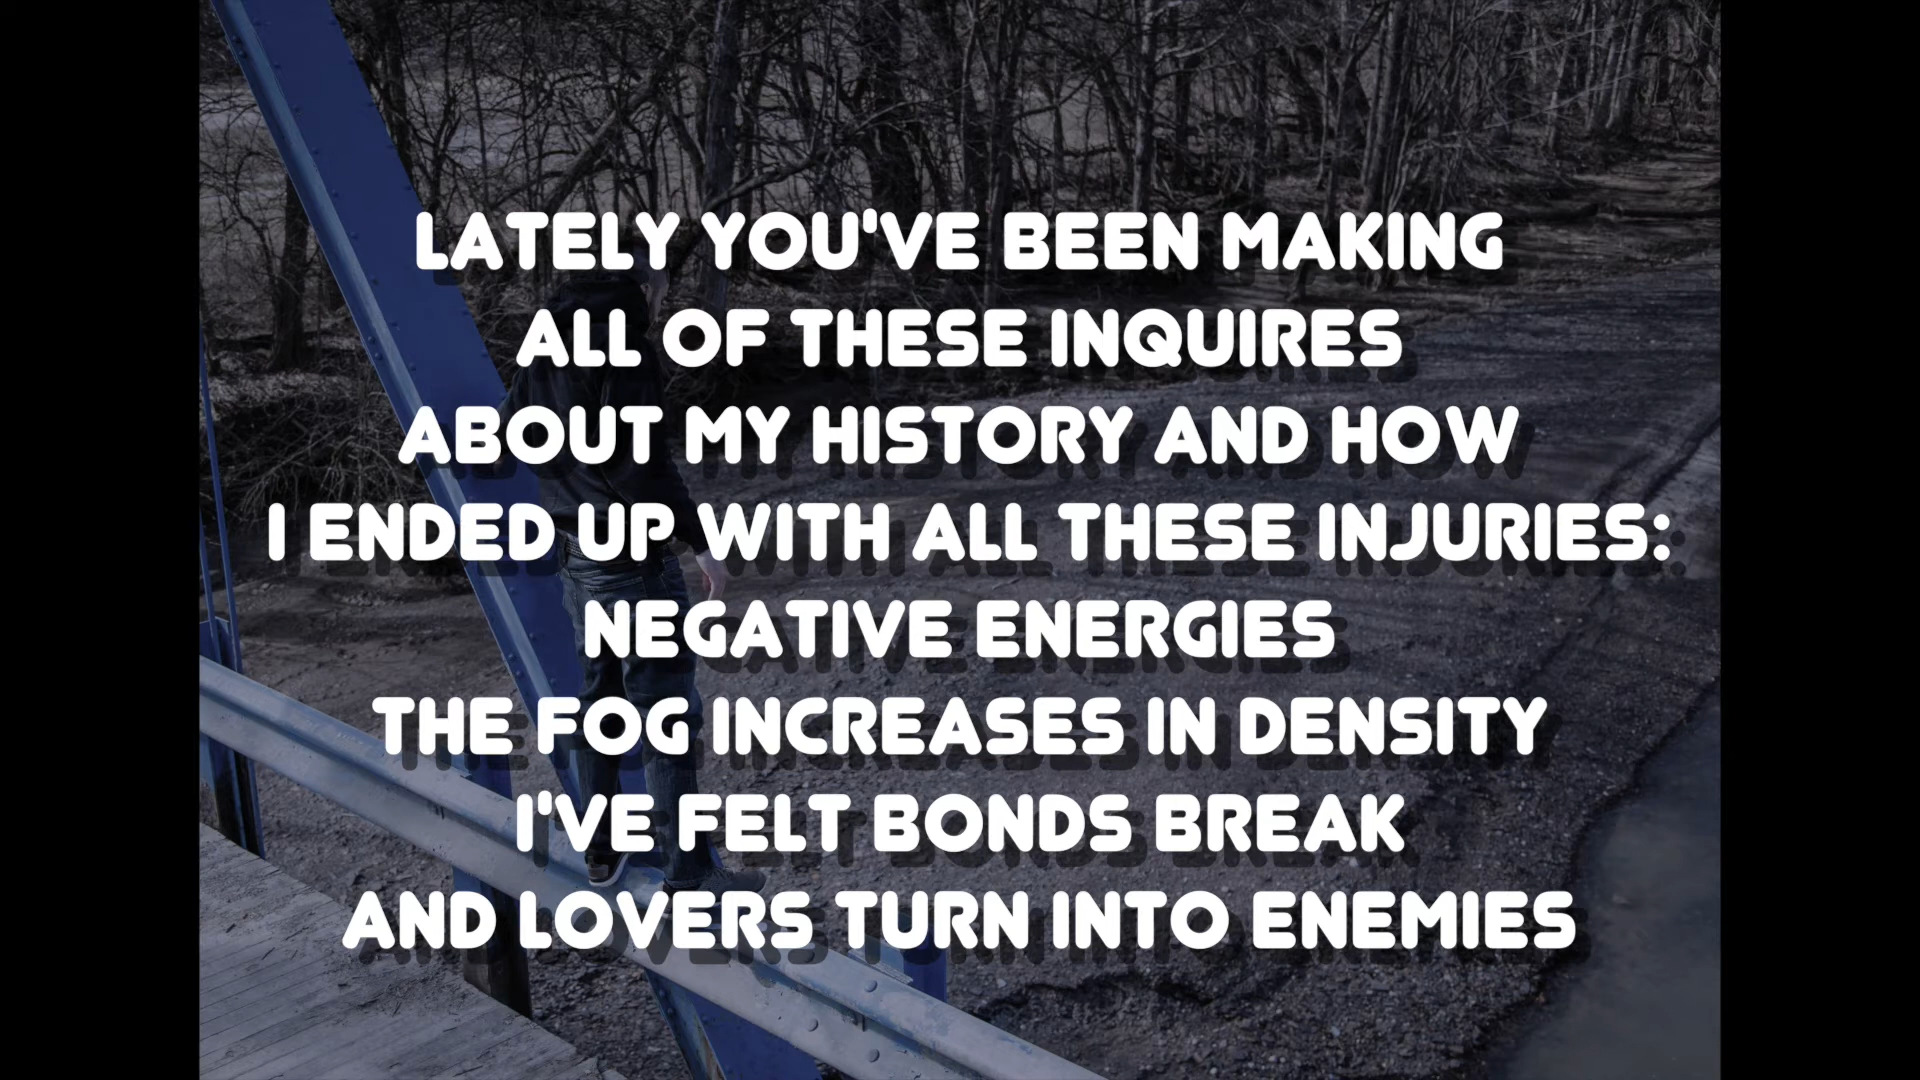 LATELY YOU'VE BEEN MAKING
ALL OF THESE INQUIRES
ABOUT MY HISTORY AND HOW
I ENDED UP WITH ALL THESE INJURIES:
NEGATIVE ENERGIES
THE FOG INCREASES IN DENSITY
I'VE FELT BONDS BREAK
AND LOVERS TURN INTO ENEMIES